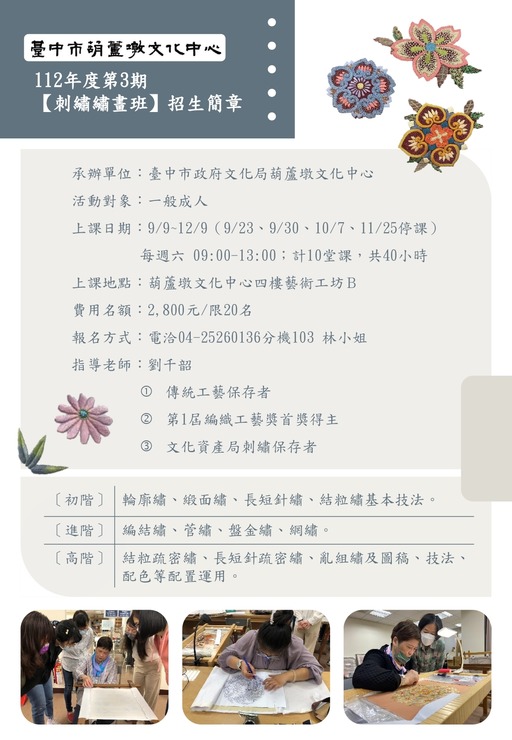 臺中市葫蘆墩文化中心
112年度第3期
【刺繡繡畫班】招生簡章
承辦單位：臺中市政府文化局葫蘆墩文化中心
活動對象：一般成人
上課日期：9/9~12/9（9/23、9/30、10/7、11/25停課）
每週六 09:00-13:00；計10堂課，共40小時
上課地點：葫蘆墩文化中心四樓藝術工坊B
費用名額：2,800元/限20名
報名方式：電洽04-25260136分機103 林小姐
指導老師：劉千韶
① 傳統工藝保存者
② 第1屆編織工藝獎首獎得主
③ 文化資產局刺繡保存者
〔初階〕 輪廓繡、緞面繡、長短針繡、結粒繡基本技法。
〔進階〕 編結繡、菅繡、盤金繡、網繡。
〔高階〕 結粒疏密繡、長短針疏密繡、亂組繡及圖稿、技法、
配色等配置運用。